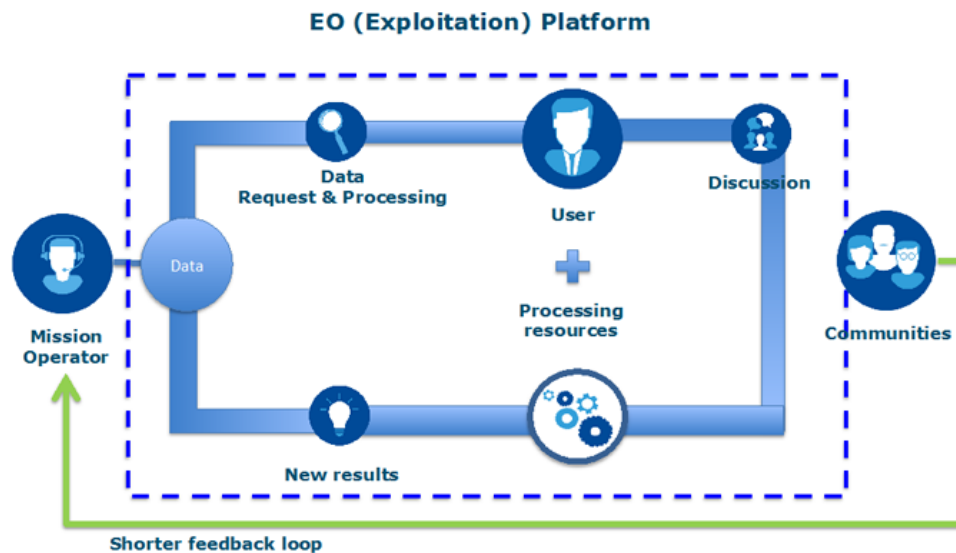 EO (Exploitation) Platform
Data
Request & Processing
User
Discussion
Data
Mission
Operator
Processing
resources
Communities
New results
Shorter feedback loop